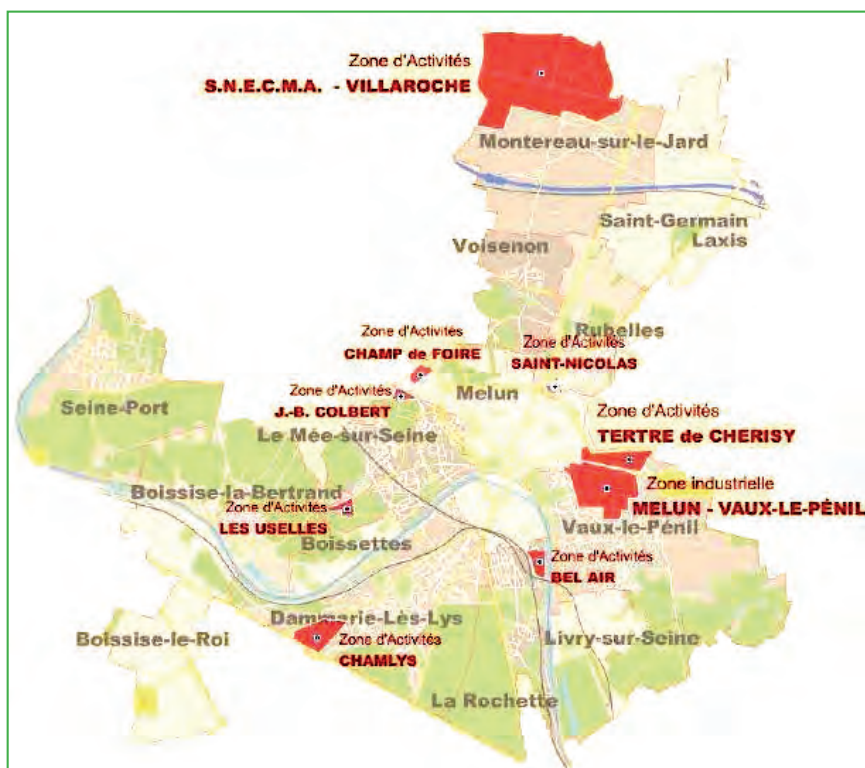 Zone d'Activités
S.N.E.C.M.A. - VILLAROCHE
Montereau-sur-le-Jard
Saint-Germain
Laxis
Voisenon
Rubelles
Zone d'Activités
CHAMP de FOIRE
Zone d'Activités
SAINT-NICOLAS
Zone d'Activités
J.-B. COLBERT
Melun
Seine-Port
Le Mée-sur-Seine
Zone d'Activités
TERTRE de CHERISY
Zone industrielle
MELUN - VAUX-LE-PÉNIL
Boissise-la-Bertrand
Zone d'Activités
LES USELLES
Boissettes
Vaux-le-Pénil
Zone d'Activités
BEL AIR
Dammarie-Lès-Lys
Boissise-le-Roi
Zone d'Activités
CHAMLYS
Livry-sur-Seine
La Rochette